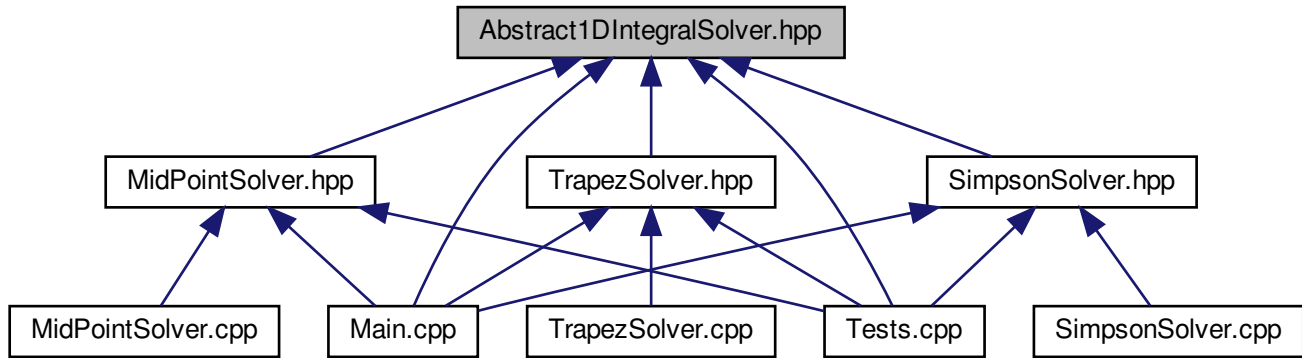 Abstract1DIntegralSolver.hpp
MidPointSolver.hpp
TrapezSolver.hpp
SimpsonSolver.hpp
MidPointSolver.cpp
Main.cpp
TrapezSolver.cpp
Tests.cpp
SimpsonSolver.cpp